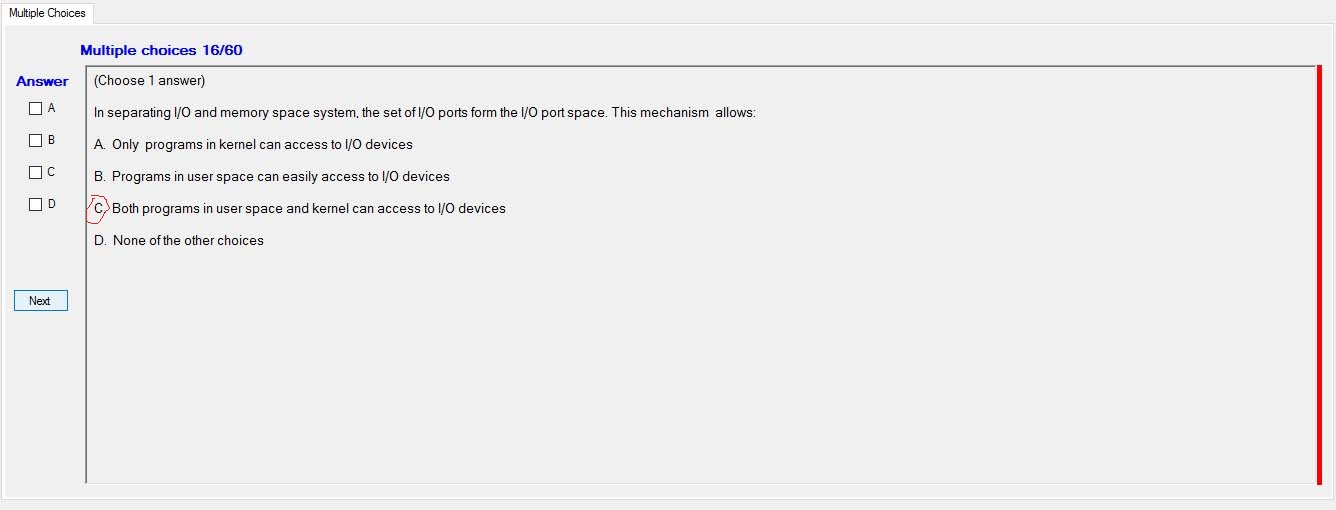 Multiple Choices
Multiple choices 16/60
Answer
A
B
C
D
Next
(Choose 1 answer)
In separating I/O and memory space system, the set of I/O ports form the I/O port space. This mechanism allows:
A. Only programs in kernel can access to I/O devices
B. Programs in user space can easily access to I/O devices
C. Both programs in user space and kernel can access to I/O devices
D. None of the other choices